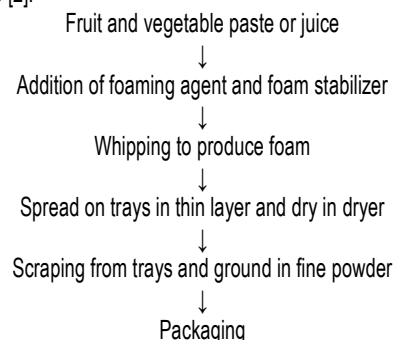 [2].
Fruit and vegetable paste or juice
↓
Addition of foaming agent and foam stabilizer
↓
Whipping to produce foam
↓
Spread on trays in thin layer and dry in dryer
↓
Scraping from trays and ground in fine powder
↓
Packaging